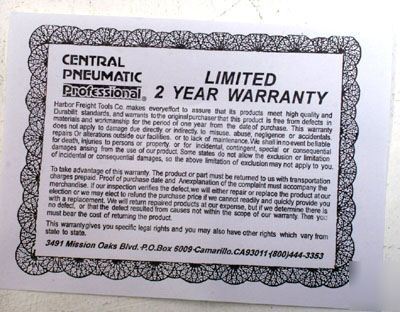 CENTRAL
PNEUMATIC
Professional®
LIMITED
2 YEAR WARRANTY
Harbor Freight Tools Co. makes everyeffort to assure that its products meet high quality and
Durabilit standards, and warrants to the original purchaser that this product is free from defects in
materials and workmanship for the period of one year from the date of purchase. This warranty
does not apply to damage due directly or indirectly, to misuse, abuse, negligence or accidentals
repairs Or alterations outside our facilities, or to lack of maintenance. We shall in no event be liable
for death, injuries to persons or property, or for incidental, contingent, special or consequential
damages arising from the use of our product. Some states do not allow the exclusion or limitation
of incidental or consequential damages, so the above limitation of exclusion may not apply to you.
To take advantage of this warranty. The product or part must be returned to us with transportation
charges prepaid. Proof of purchase date and explanation of the complaint must accompany the
merchandise. If our inspection verifies the defect, we will either repair or replace the product at our
election or we may elect to refund the purchase price if we cannot readily and quickly provide you
with a replacement. We will return repaired products at our expense, but if we determine there is
no defect, or that the defect resulted from causes not within the scope of our warranty. Then you
must bear the cost of returning the product.
This warranty gives you specific legal rights and you may also have other rights which vary from
state to state.
3491 Mission Oaks Blvd.-P.O.Box 6009-Camarillo.CA93011-(800)444-3353